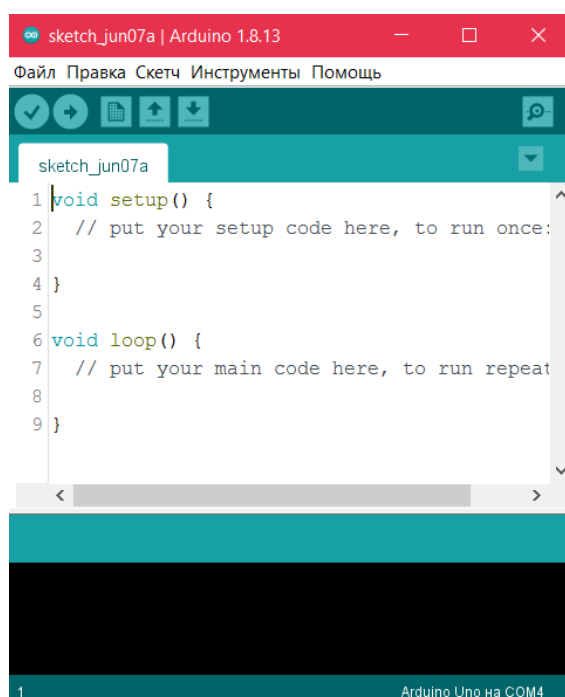 sketch_jun07a | Arduino 1.8.13
Файл Правка Скетч Инструменты Помощь
sketch_jun07a
1 void setup() {
2 // put your setup code here, to run once:
3
4 }
5
6 void loop() {
7 // put your main code here, to run repeat
8
9 }
1 Arduino Uno на COM4